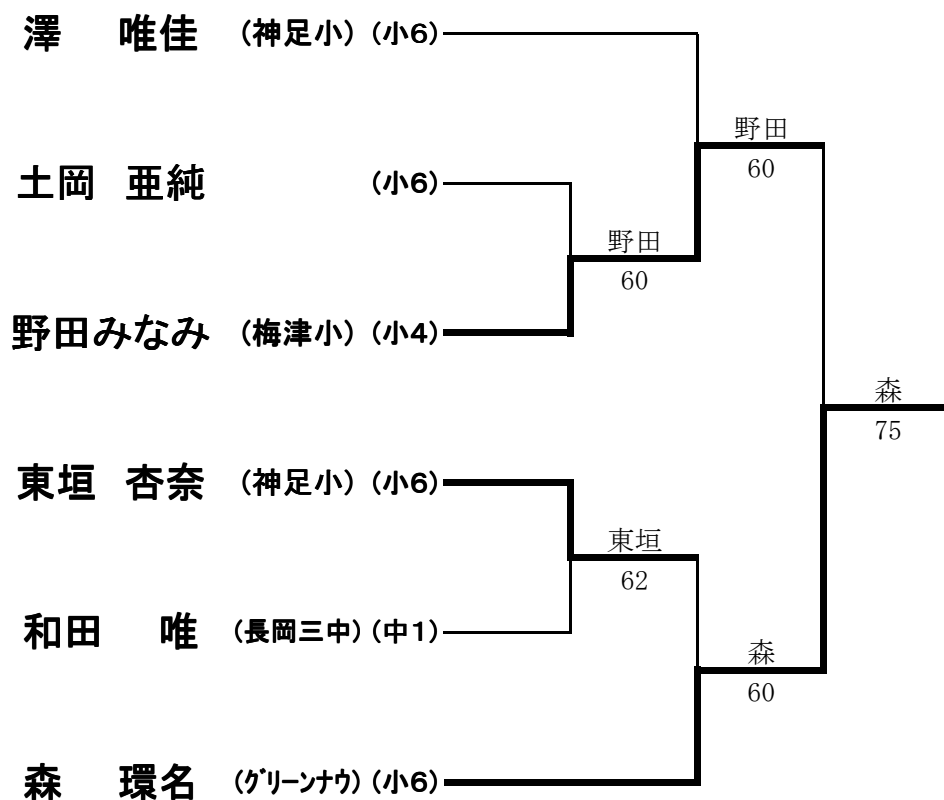 澤 唯佳 (神足小) (小6)
野田
60
土岡 亜純 (小6)
野田
60
野田みなみ (梅津小) (小4)
森
75
東垣 杏奈 (神足小) (小6)
東垣
62
和田 唯 (長岡三中) (中1)
森
60
森 環名 (グリーンナウ) (小6)